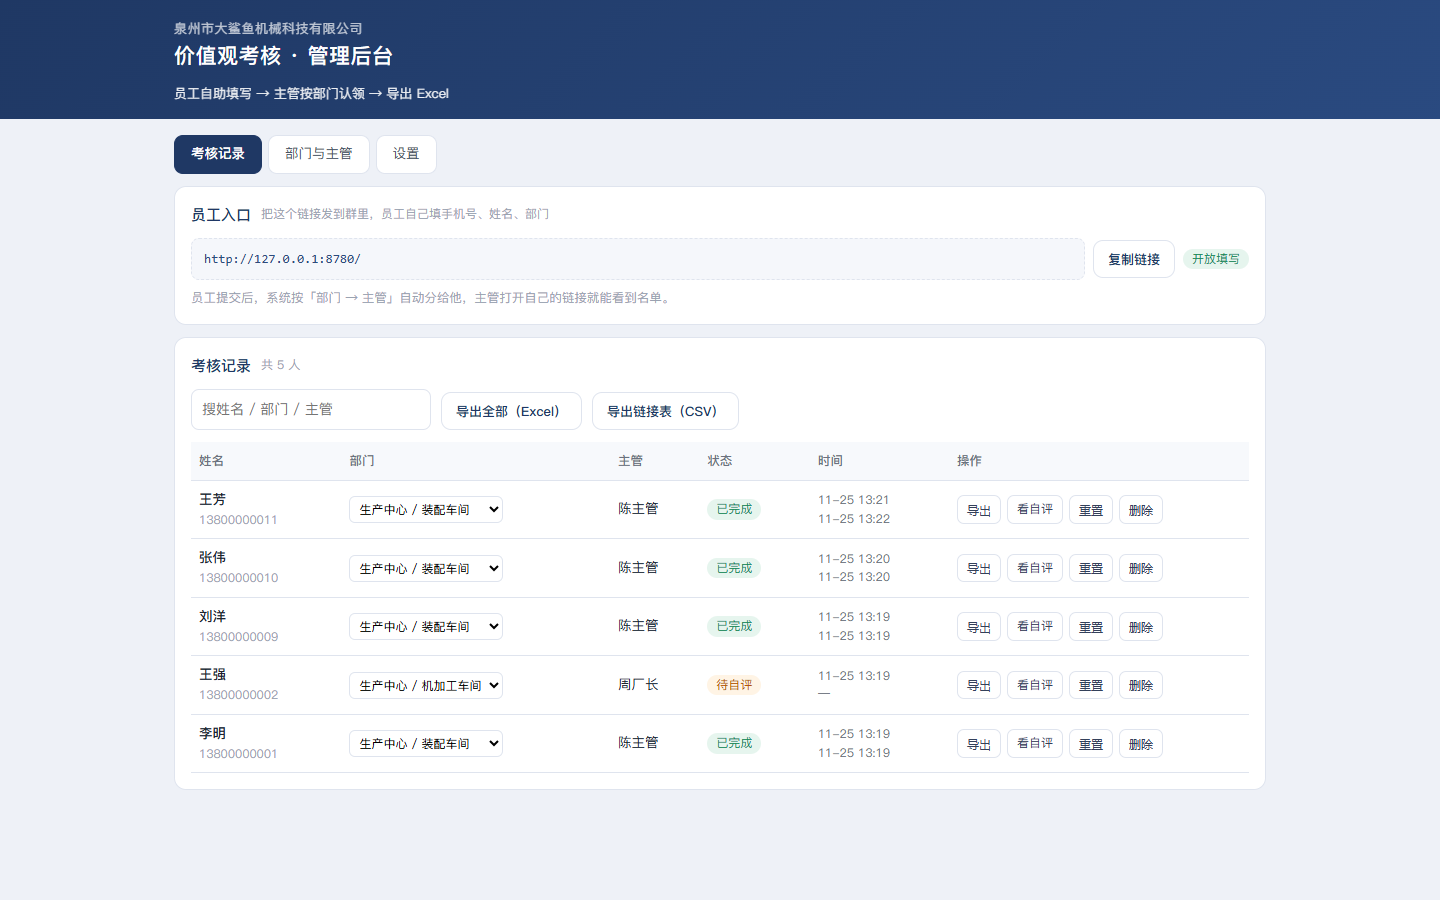 泉州市大鲨鱼机械科技有限公司
价值观考核 · 管理后台
员工自助填写 → 主管按部门认领 → 导出 Excel
考核记录 部门与主管 设置
员工入口 把这个链接发到群里，员工自己填手机号、姓名、部门
http://127.0.0.1:8780/ 复制链接 开放填写
员工提交后，系统按「部门 → 主管」自动分给他，主管打开自己的链接就能看到名单。
考核记录 共 5 人
搜姓名 / 部门 / 主管 导出全部（Excel） 导出链接表（CSV）
姓名 部门 主管 状态 时间 操作
王芳 生产中心 / 装配车间 陈主管 已完成 11-25 13:21 导出 看自评 重置 删除
13800000011 11-25 13:22
张伟 生产中心 / 装配车间 陈主管 已完成 11-25 13:20 导出 看自评 重置 删除
13800000010 11-25 13:20
刘洋 生产中心 / 装配车间 陈主管 已完成 11-25 13:19 导出 看自评 重置 删除
13800000009 11-25 13:19
王强 生产中心 / 机加工车间 周厂长 待自评 11-25 13:19 导出 看自评 重置 删除
13800000002 —
李明 生产中心 / 装配车间 陈主管 已完成 11-25 13:19 导出 看自评 重置 删除
13800000001 11-25 13:19